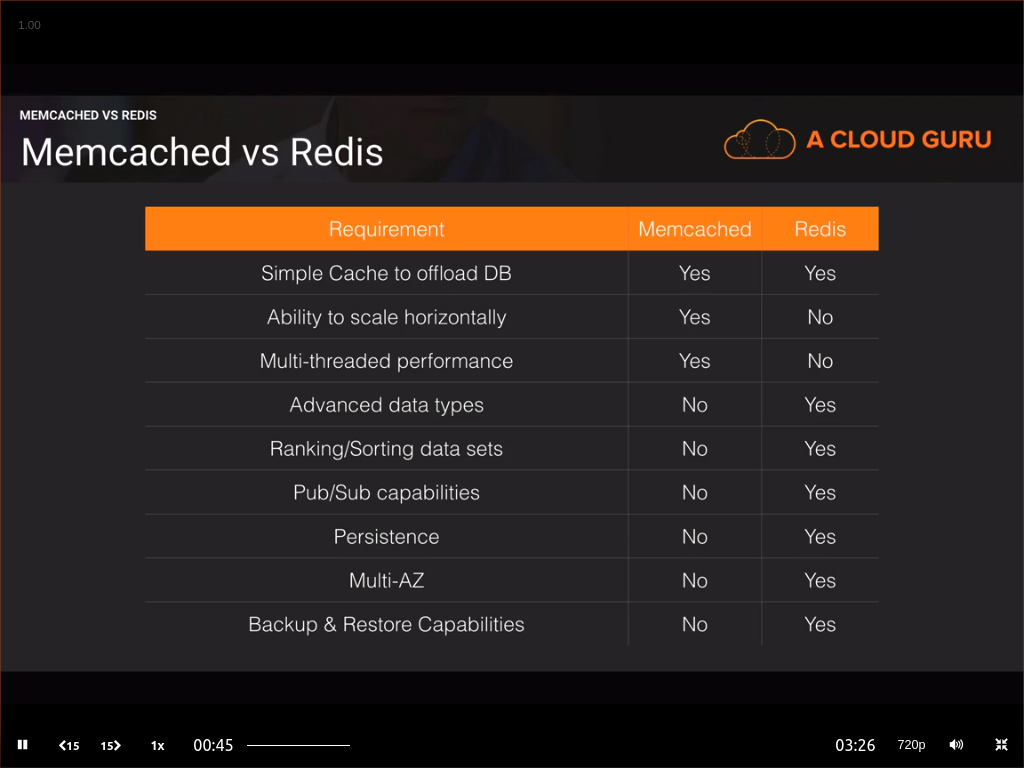 1.00
MEMCACHED VS REDIS
Memcached vs Redis
A CLOUD GURU
Requirement Memcached Redis
Simple Cache to offload DB Yes Yes
Ability to scale horizontally Yes No
Multi-threaded performance Yes No
Advanced data types No Yes
Ranking/Sorting data sets No Yes
Pub/Sub capabilities No Yes
Persistence No Yes
Multi-AZ No Yes
Backup & Restore Capabilities No Yes
15 15 1x 00:45 03:26 720p